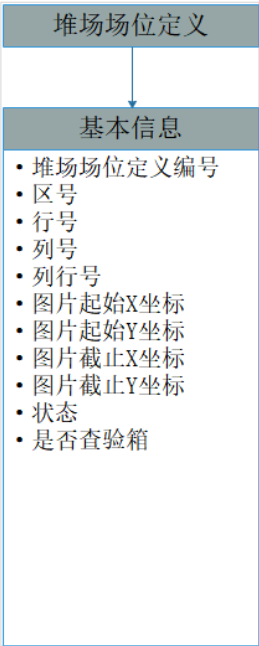 堆场场位定义
基本信息
• 堆场场位定义编号
• 区号
• 行号
• 列号
• 列行号
• 图片起始X坐标
• 图片起始Y坐标
• 图片截止X坐标
• 图片截止Y坐标
• 状态
• 是否查验箱